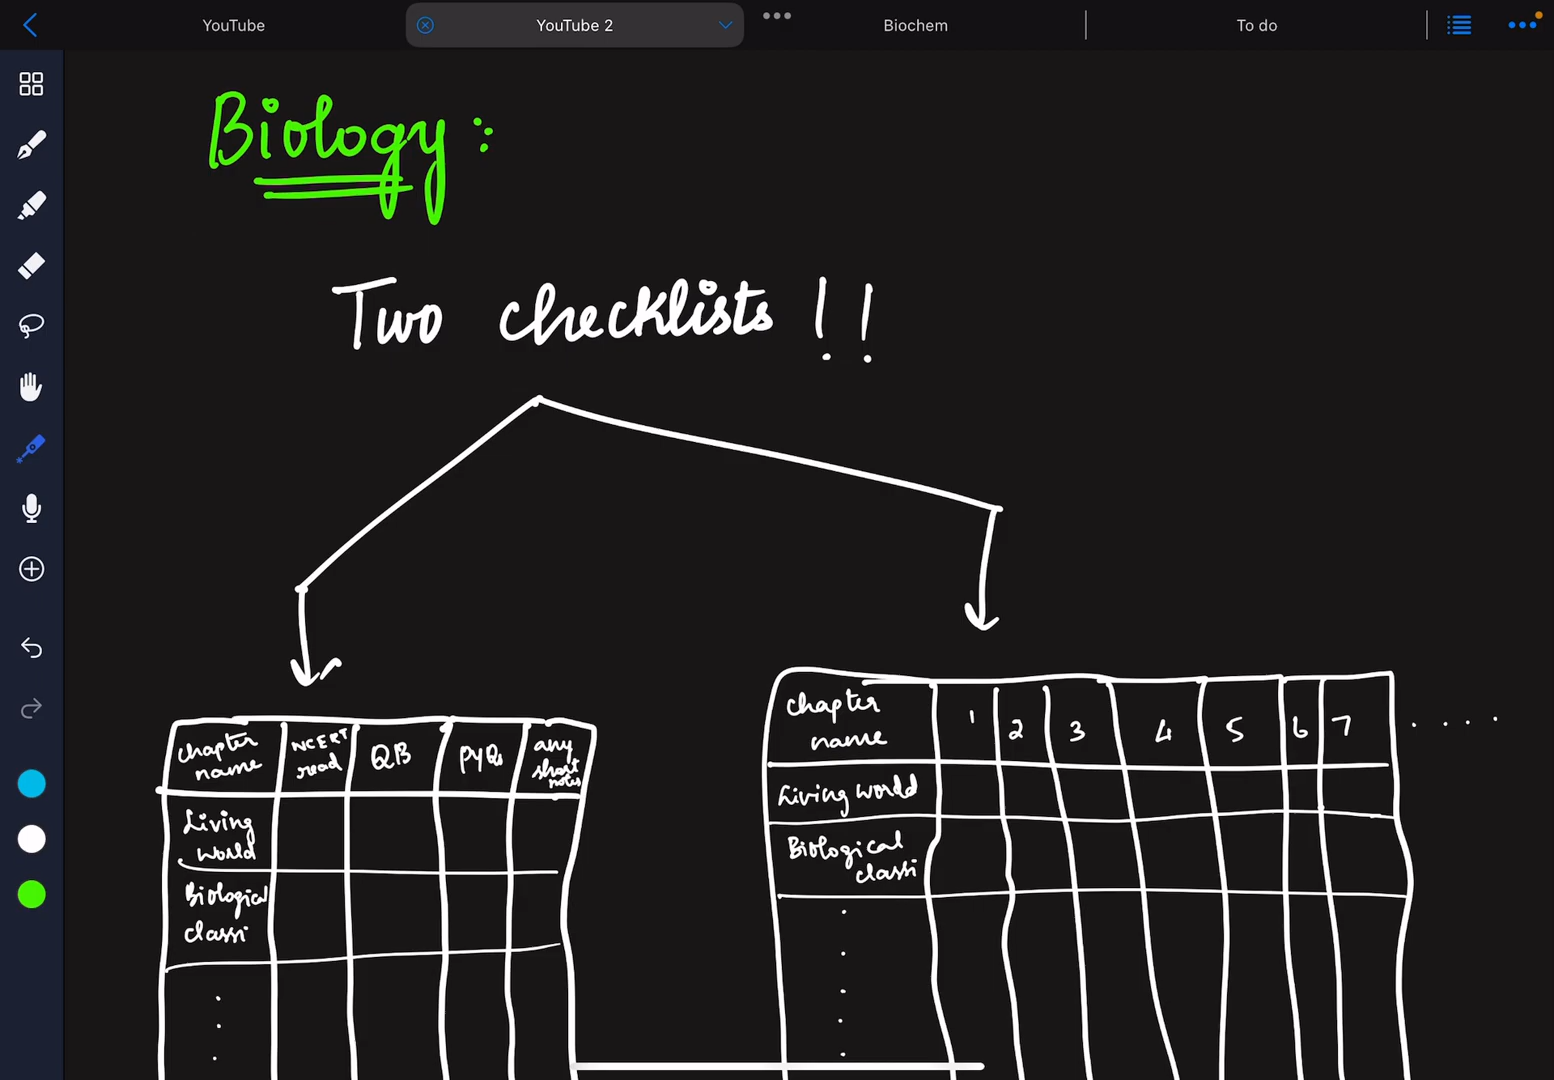 YouTube
YouTube 2
Biochem
To do
Biology :
Two checklists !!
chapter name
NCERT read
QB
PYQs
any short notes
Living world
Biological classi
chapter name
1
2
3
4
5
6
7
....
Living world
Biological classi